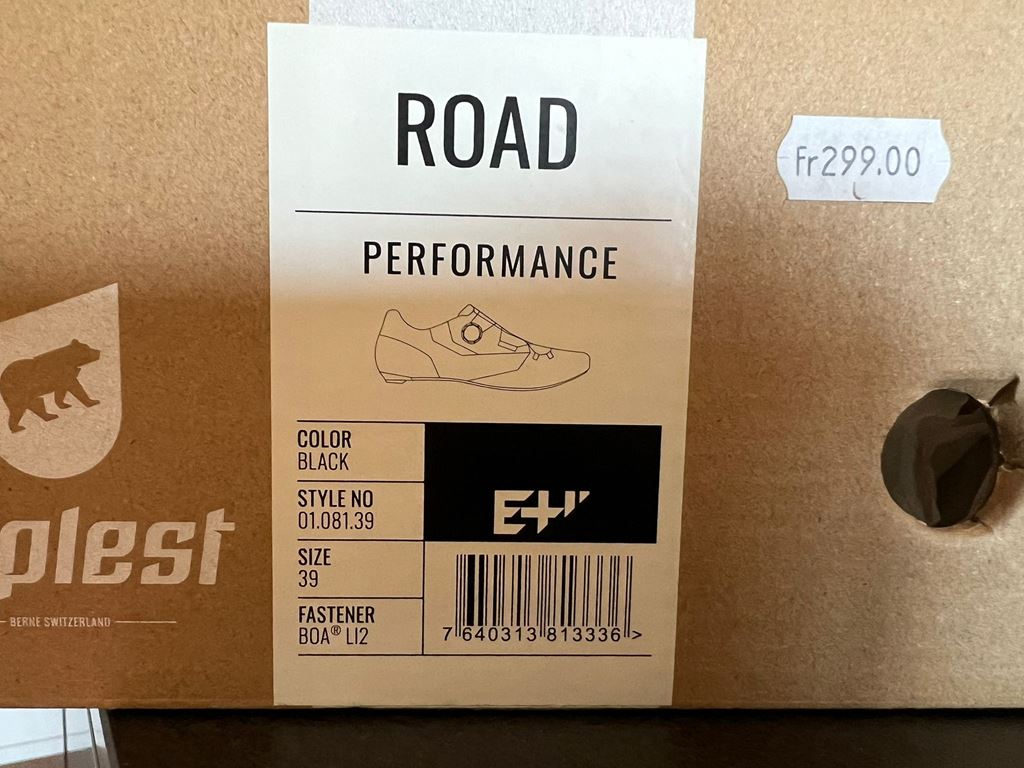 ROAD
Fr299.00
PERFORMANCE
COLOR
BLACK
STYLE NO
01.081.39
SIZE
39
FASTENER
BOA® LI2
E+
7 640313 813336 >
plest
BERNE SWITZERLAND